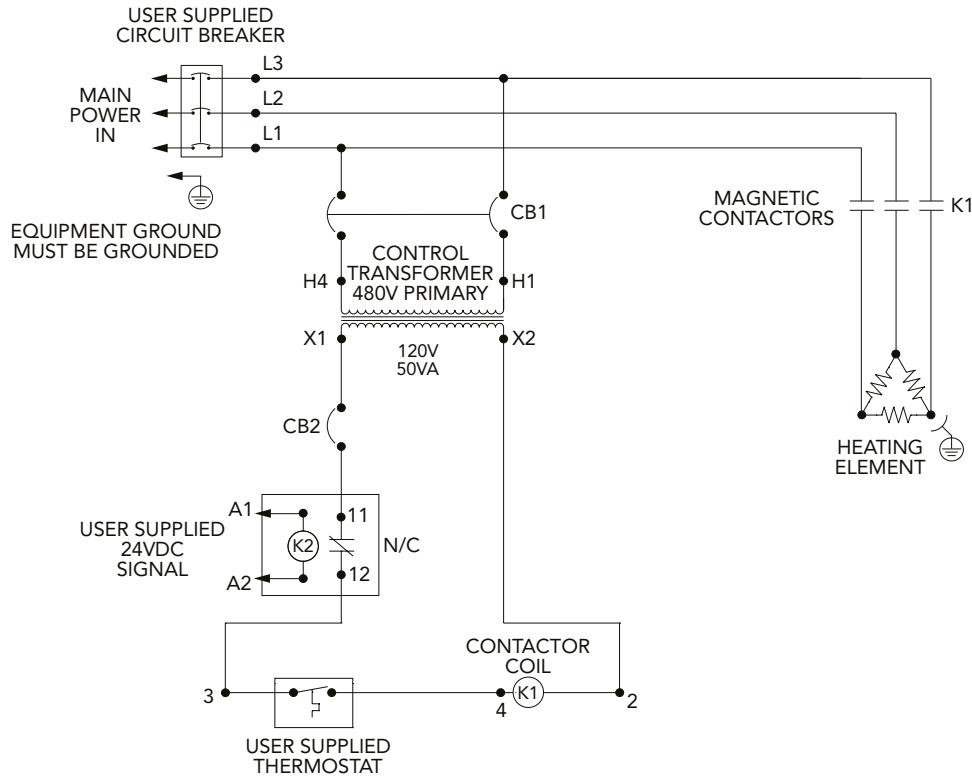 USER SUPPLIED
CIRCUIT BREAKER
L3
L2
L1
MAIN
POWER
IN
EQUIPMENT GROUND
MUST BE GROUNDED
MAGNETIC
CONTACTORS
K1
CB1
CONTROL
TRANSFORMER
480V PRIMARY
H4
H1
X1
X2
120V
50VA
CB2
HEATING
ELEMENT
USER SUPPLIED
24VDC
SIGNAL
A1
A2
K2
11
12
N/C
CONTACTOR
COIL
3
4
K1
2
USER SUPPLIED
THERMOSTAT